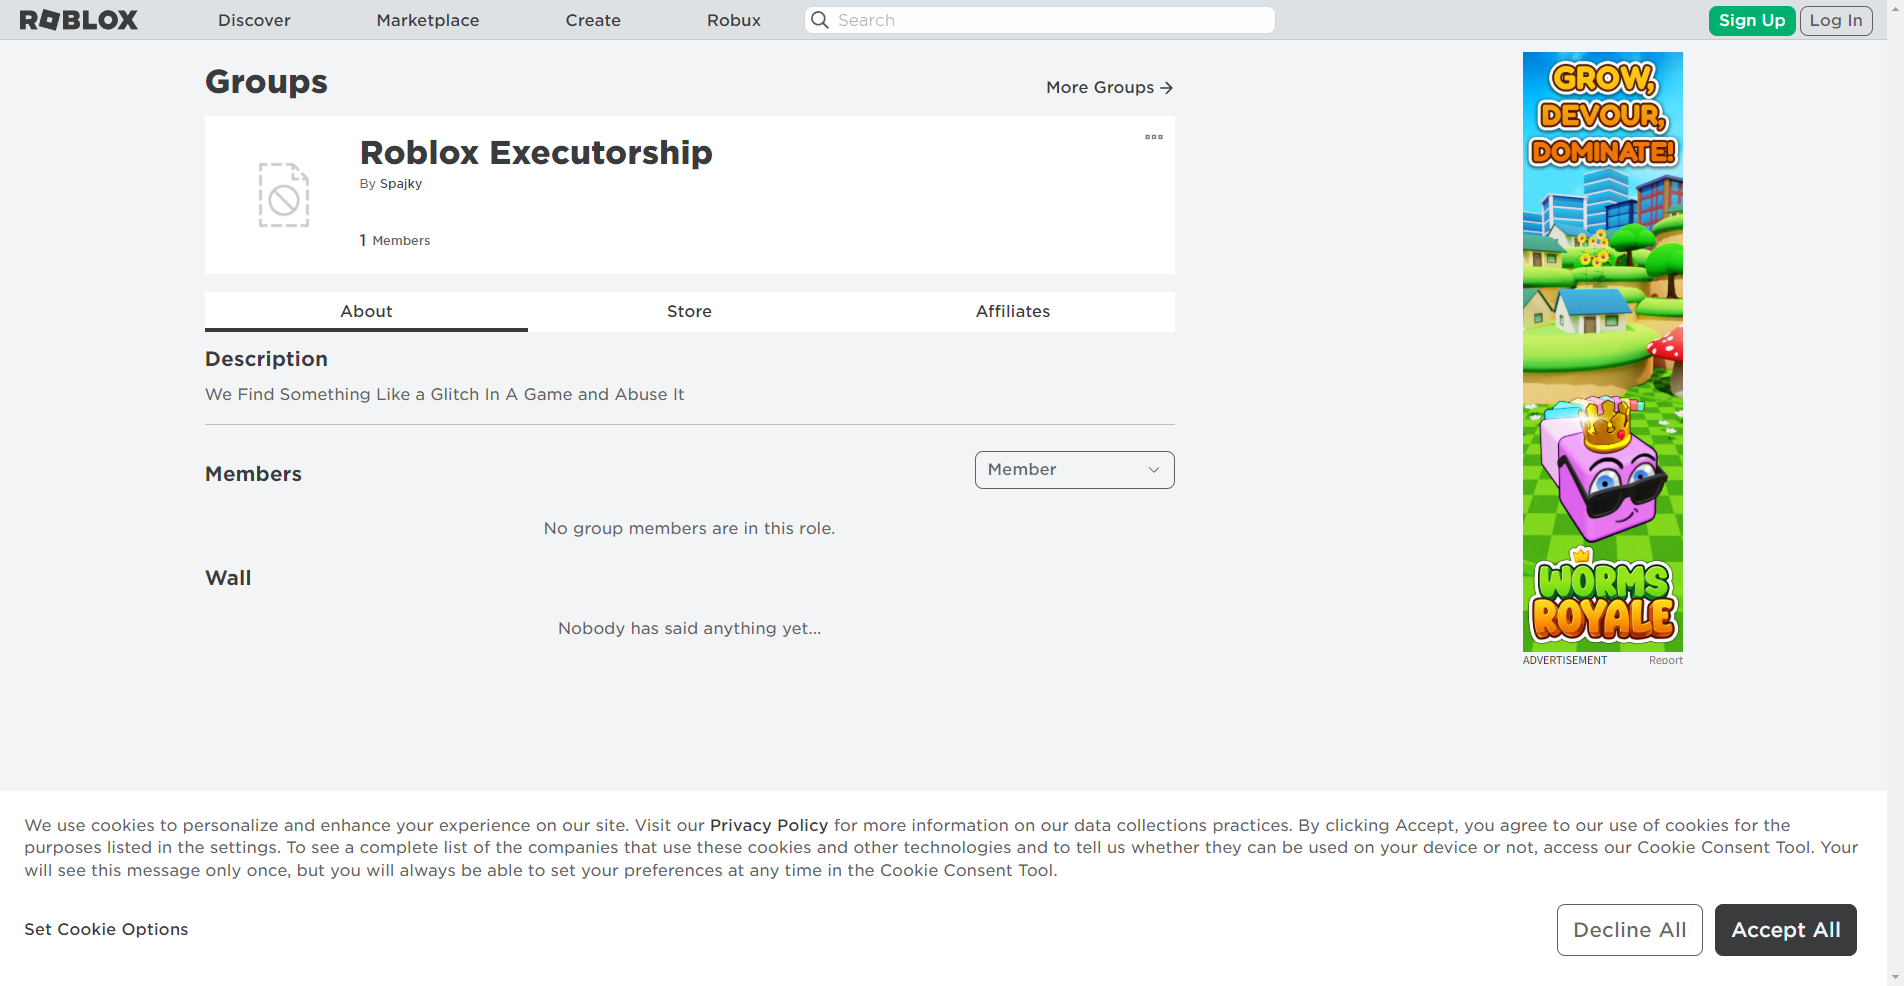 ROBLOX Discover Marketplace Create Robux Search Sign Up Log In
Groups
More Groups →
Roblox Executorship
By Spajky
1 Members
About Store Affiliates
Description
We Find Something Like a Glitch In A Game and Abuse It
Members
Member
No group members are in this role.
Wall
Nobody has said anything yet...
GROW,
DEVOUR,
DOMINATE!
WORMS
ROYALE
ADVERTISEMENT Report
We use cookies to personalize and enhance your experience on our site. Visit our Privacy Policy for more information on our data collections practices. By clicking Accept, you agree to our use of cookies for the
purposes listed in the settings. To see a complete list of the companies that use these cookies and other technologies and to tell us whether they can be used on your device or not, access our Cookie Consent Tool. Your
will see this message only once, but you will always be able to set your preferences at any time in the Cookie Consent Tool.
Set Cookie Options
Decline All
Accept All